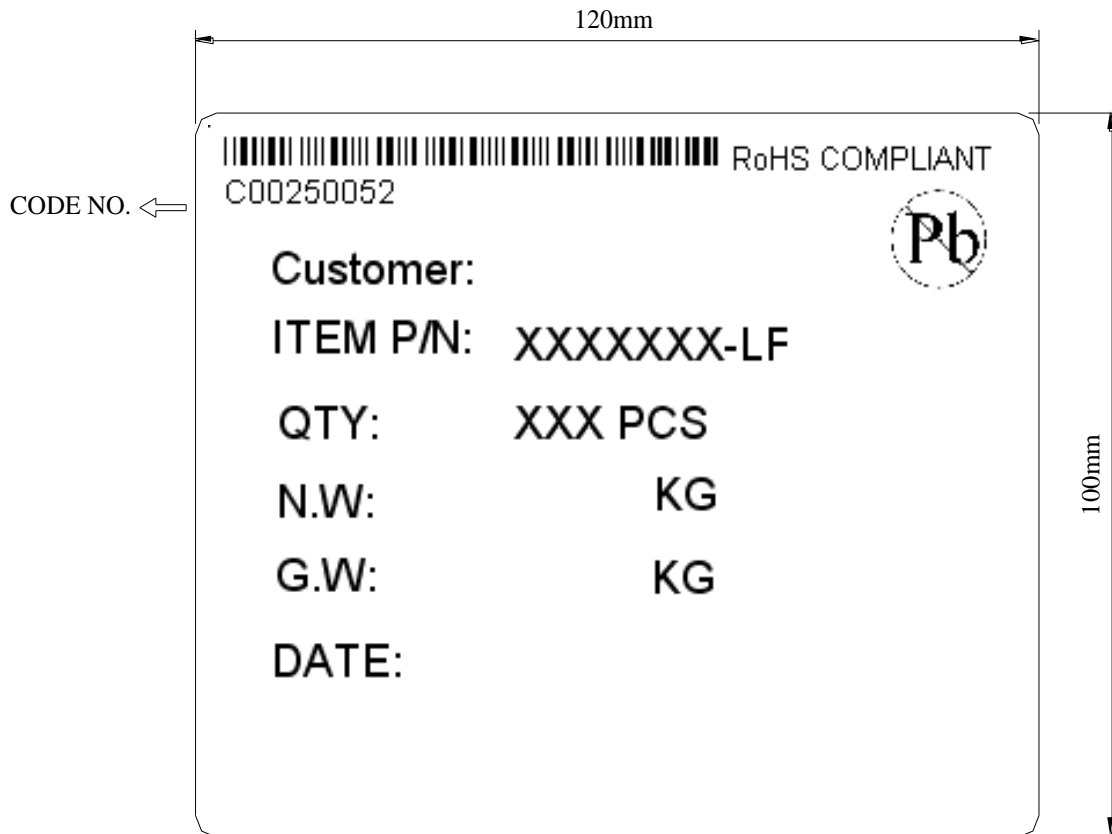 120mm
RoHS COMPLIANT
C00250052
CODE NO.
Pb
Customer:
ITEM P/N: XXXXXXX-LF
QTY: XXX PCS
N.W: KG
G.W: KG
DATE:
100mm